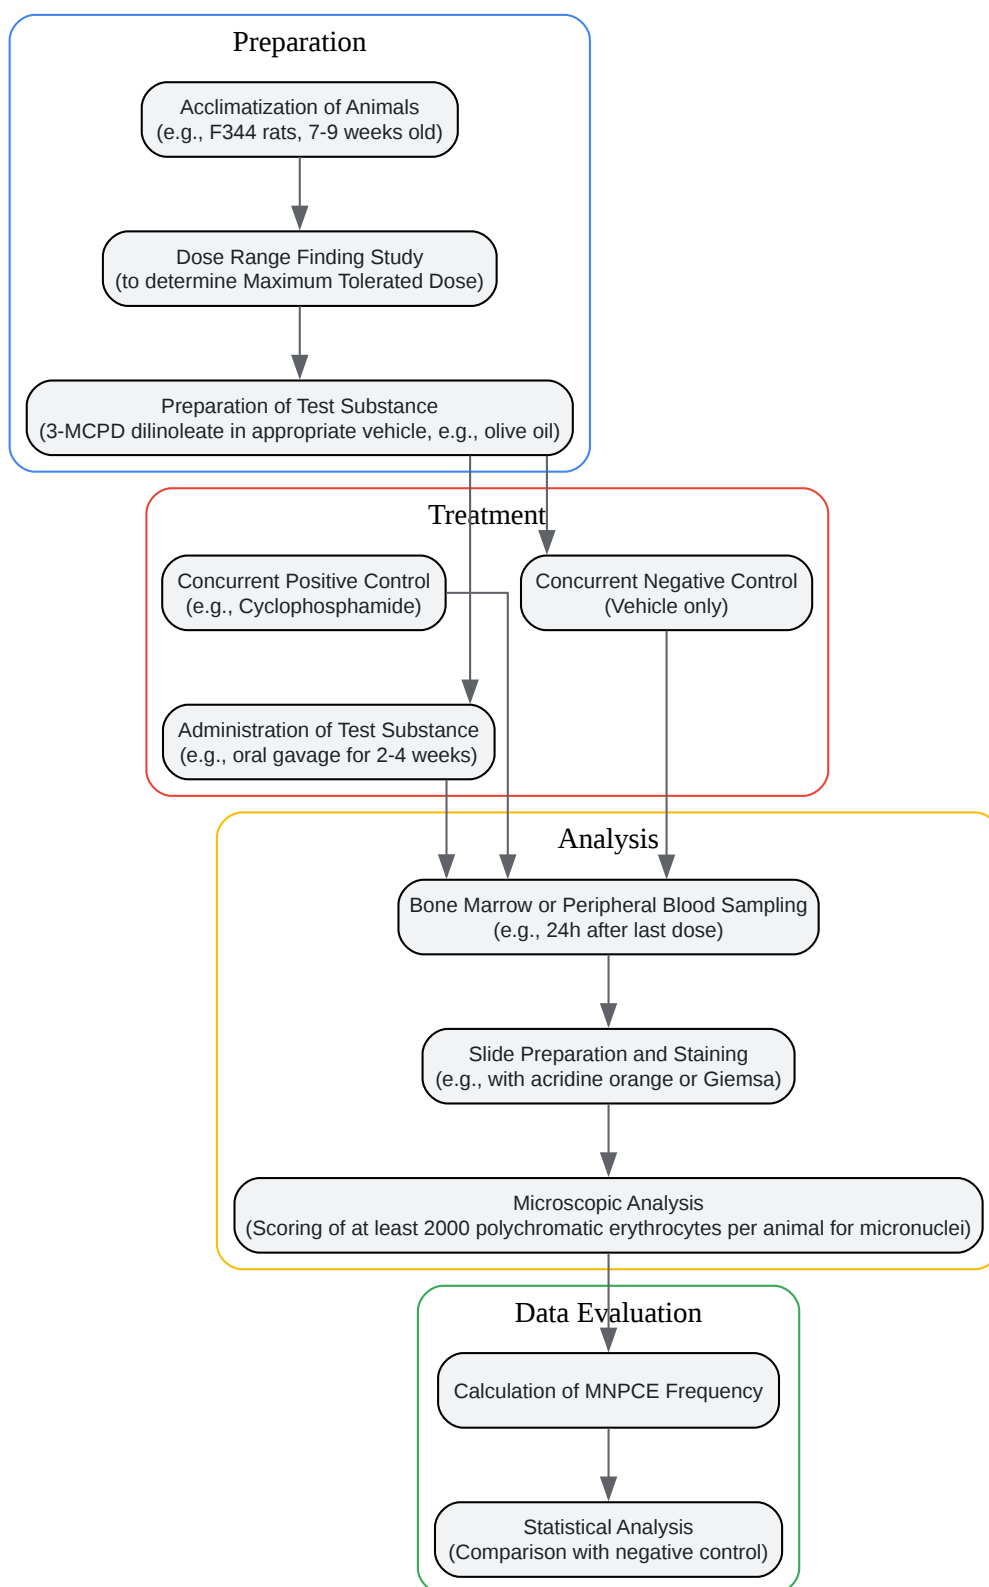 Preparation
Acclimatization of Animals
(e.g., F344 rats, 7-9 weeks old)
Dose Range Finding Study
(to determine Maximum Tolerated Dose)
Preparation of Test Substance
(3-MCPD dilinoleate in appropriate vehicle, e.g., olive oil)
Treatment
Concurrent Positive Control
(e.g., Cyclophosphamide)
Concurrent Negative Control
(Vehicle only)
Administration of Test Substance
(e.g., oral gavage for 2-4 weeks)
Analysis
Bone Marrow or Peripheral Blood Sampling
(e.g., 24h after last dose)
Slide Preparation and Staining
(e.g., with acridine orange or Giemsa)
Microscopic Analysis
(Scoring of at least 2000 polychromatic erythrocytes per animal for micronuclei)
Data Evaluation
Calculation of MNPCE Frequency
Statistical Analysis
(Comparison with negative control)